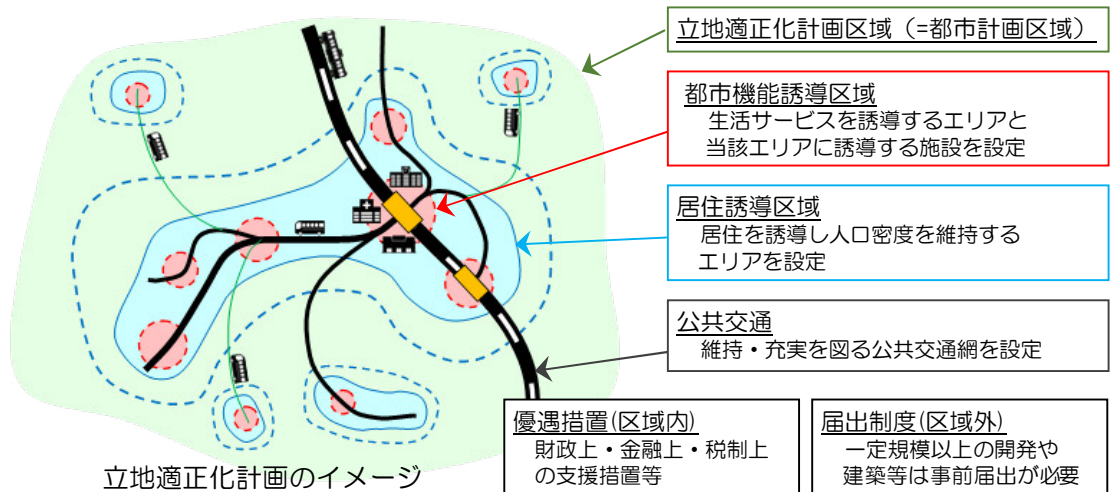 立地適正化計画区域（=都市計画区域）
都市機能誘導区域
生活サービスを誘導するエリアと
当該エリアに誘導する施設を設定
居住誘導区域
居住を誘導し人口密度を維持する
エリアを設定
公共交通
維持・充実を図る公共交通網を設定
優遇措置(区域内)
財政上・金融上・税制上
の支援措置等
届出制度(区域外)
一定規模以上の開発や
建築等は事前届出が必要
立地適正化計画のイメージ